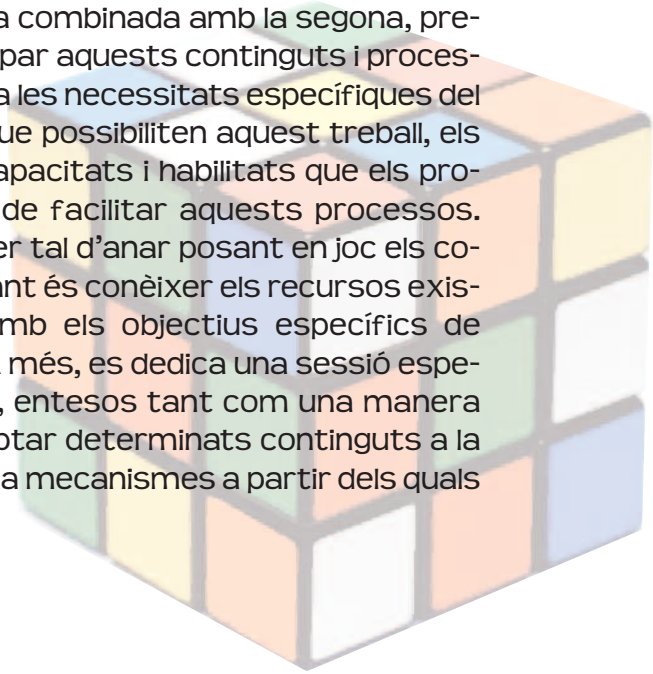 a combinada amb la segona, pre-
par aquests continguts i proces-
a les necessitats específiques del
ue possibiliten aquest treball, els
apacitats i habilitats que els pro-
de facilitar aquests processos.
er tal d'anar posant en joc els co-
nt és conèixer els recursos exis-
mb els objectius específics de
més, es dedica una sessió espe-
, entesos tant com una manera
ptar determinats continguts a la
a mecanismes a partir dels quals